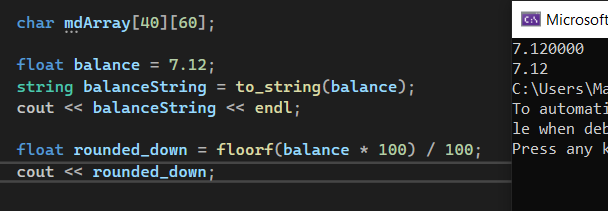 char mdArray[40][60];
float balance = 7.12;
string balanceString = to_string(balance);
cout << balanceString << endl;
float rounded_down = floorf(balance * 100) / 100;
cout << rounded_down;
Microsoft
7.120000
7.12
C:\Users\Ma
To automati
le when deb
Press any k